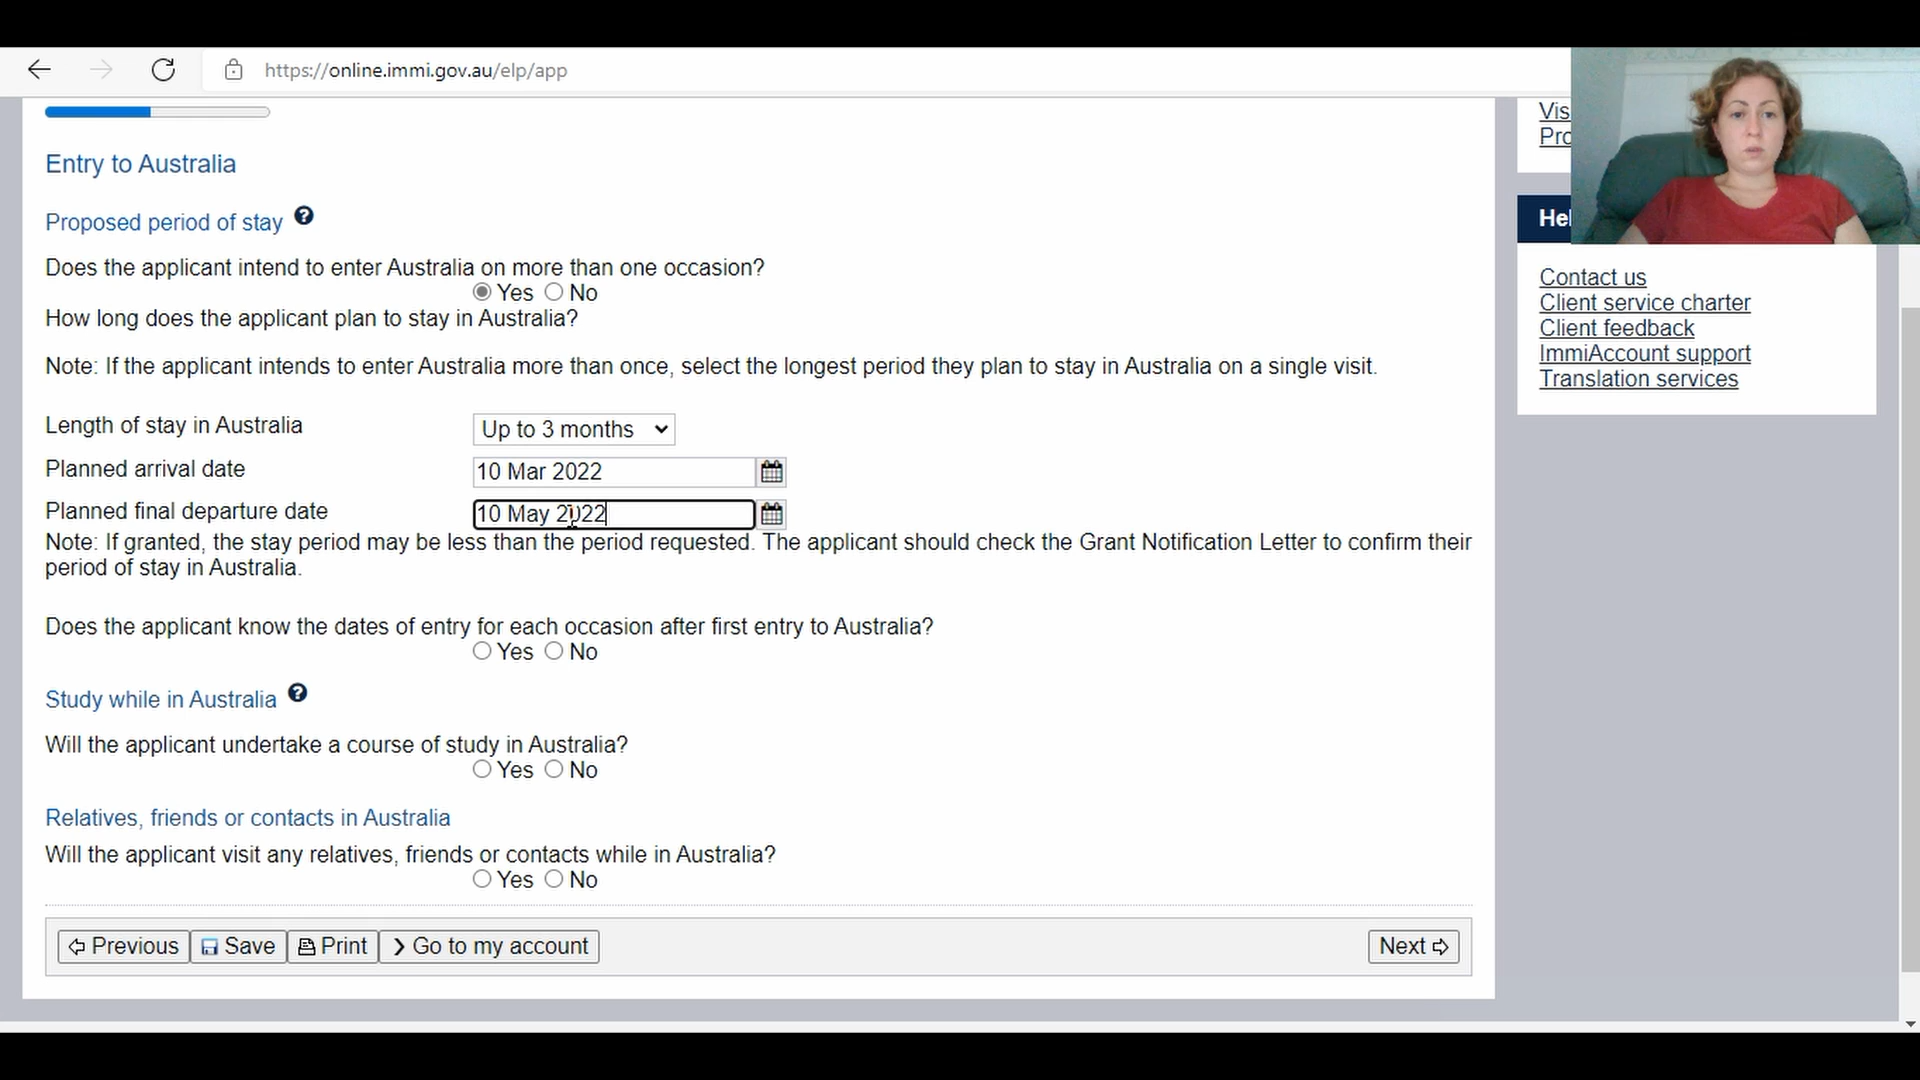 https://online.immi.gov.au/elp/app
Entry to Australia
Proposed period of stay ?
Does the applicant intend to enter Australia on more than one occasion?
Yes No
How long does the applicant plan to stay in Australia?
Note: If the applicant intends to enter Australia more than once, select the longest period they plan to stay in Australia on a single visit.
Length of stay in Australia Up to 3 months
Planned arrival date 10 Mar 2022
Planned final departure date 10 May 2022
Note: If granted, the stay period may be less than the period requested. The applicant should check the Grant Notification Letter to confirm their
period of stay in Australia.
Does the applicant know the dates of entry for each occasion after first entry to Australia?
Yes No
Study while in Australia ?
Will the applicant undertake a course of study in Australia?
Yes No
Relatives, friends or contacts in Australia
Will the applicant visit any relatives, friends or contacts while in Australia?
Yes No
Previous Save Print Go to my account Next
Vis
Pro
Hel
Contact us
Client service charter
Client feedback
ImmiAccount support
Translation services